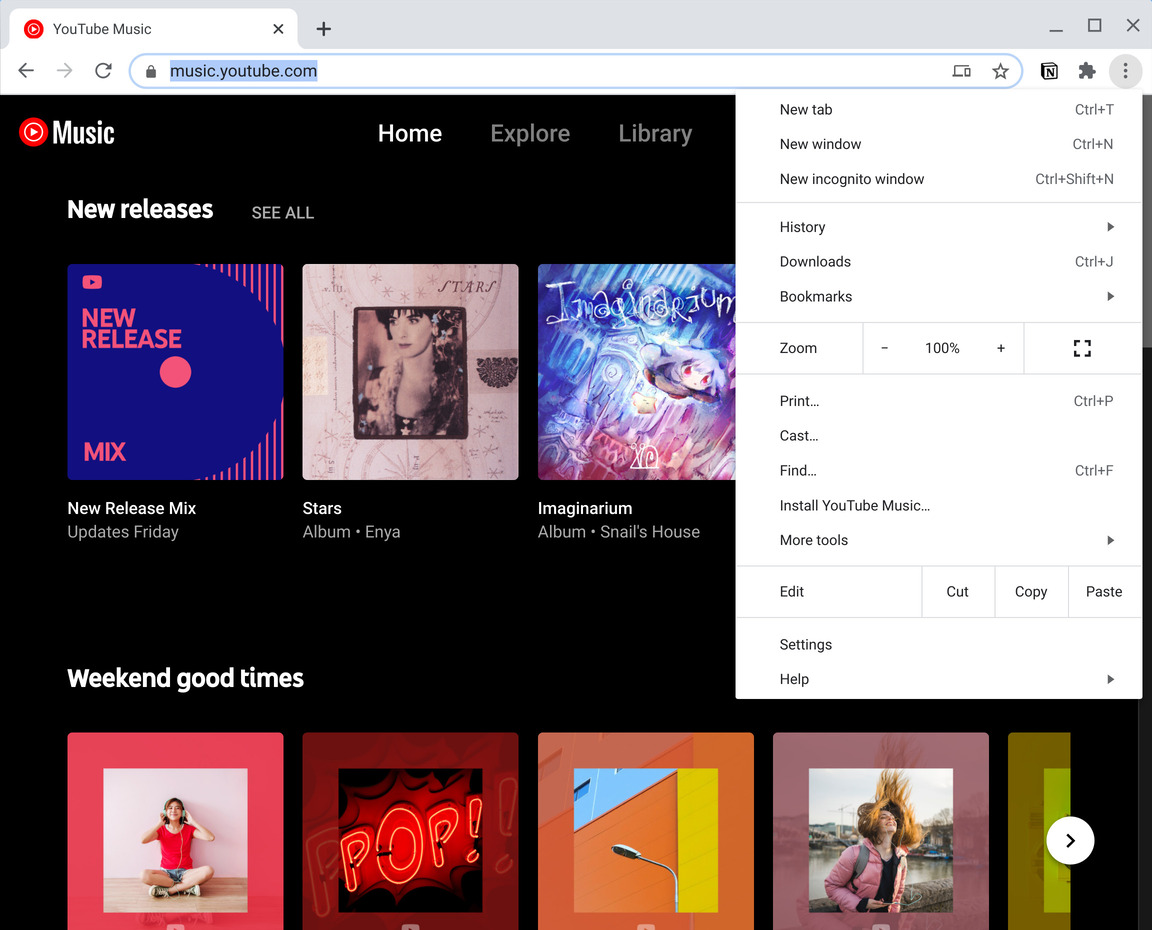 YouTube Music
music.youtube.com
Music
Home Explore Library
New releases SEE ALL
NEW
RELEASE
MIX
STARS
Imaginarium
New Release Mix
Updates Friday
Stars
Album • Enya
Imaginarium
Album • Snail's House
New tab Ctrl+T
New window Ctrl+N
New incognito window Ctrl+Shift+N
History
Downloads Ctrl+J
Bookmarks
Zoom - 100% +
Print... Ctrl+P
Cast...
Find... Ctrl+F
Install YouTube Music...
More tools
Edit Cut Copy Paste
Settings
Help
Weekend good times
POP!